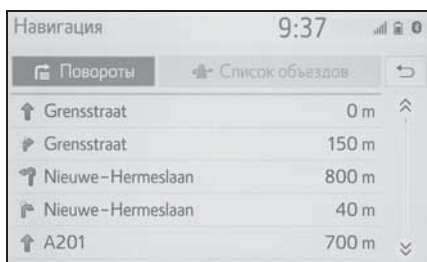 Навигация 9:37
Повороты Список объездов
Grensstraat 0 m
Grensstraat 150 m
Nieuwe-Hermeslaan 800 m
Nieuwe-Hermeslaan 40 m
A201 700 m